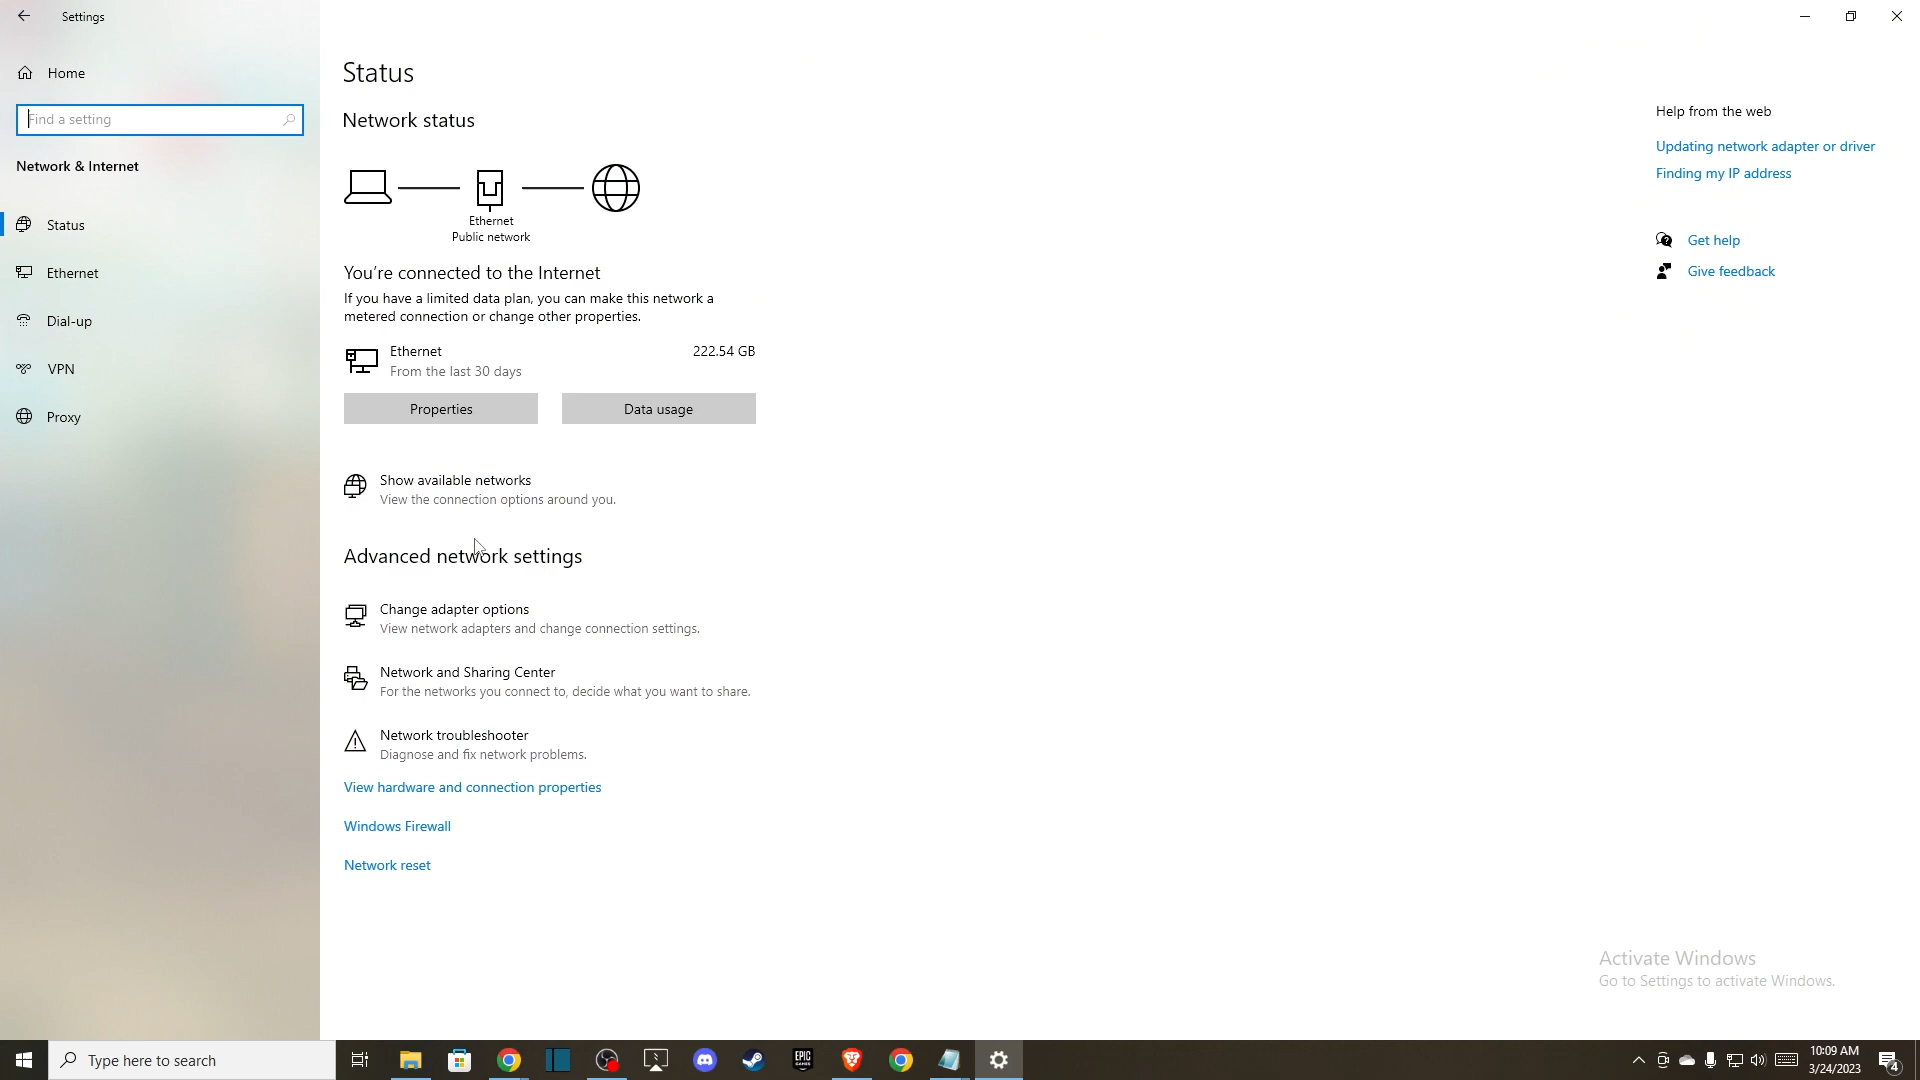 Settings
Home
Find a setting
Network & Internet
Status
Ethernet
Dial-up
VPN
Proxy
Status
Network status
Ethernet
Public network
You're connected to the Internet
If you have a limited data plan, you can make this network a
metered connection or change other properties.
Ethernet 222.54 GB
From the last 30 days
Properties Data usage
Show available networks
View the connection options around you.
Advanced network settings
Change adapter options
View network adapters and change connection settings.
Network and Sharing Center
For the networks you connect to, decide what you want to share.
Network troubleshooter
Diagnose and fix network problems.
View hardware and connection properties
Windows Firewall
Network reset
Help from the web
Updating network adapter or driver
Finding my IP address
Get help
Give feedback
Activate Windows
Go to Settings to activate Windows.
Type here to search
EPIC
GAMES
10:09 AM
3/24/2023
4